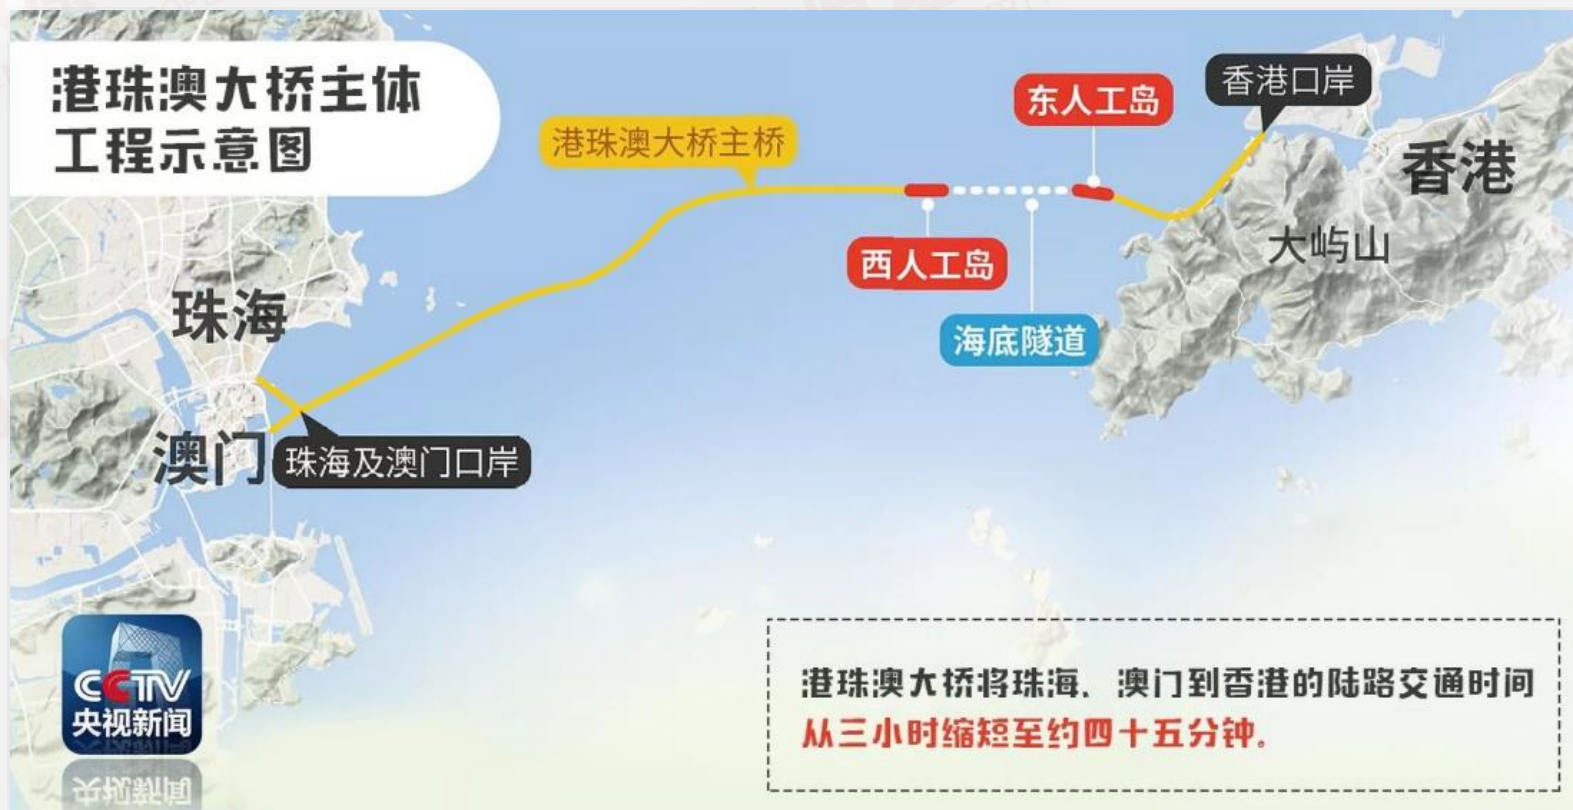 港珠澳大桥主体
工程示意图
港珠澳大桥主桥
东人工岛
香港口岸
香港
大屿山
西人工岛
海底隧道
珠海
澳门
珠海及澳门口岸
CCTV
央视新闻
港珠澳大桥将珠海、澳门到香港的陆路交通时间
从三小时缩短至约四十五分钟。